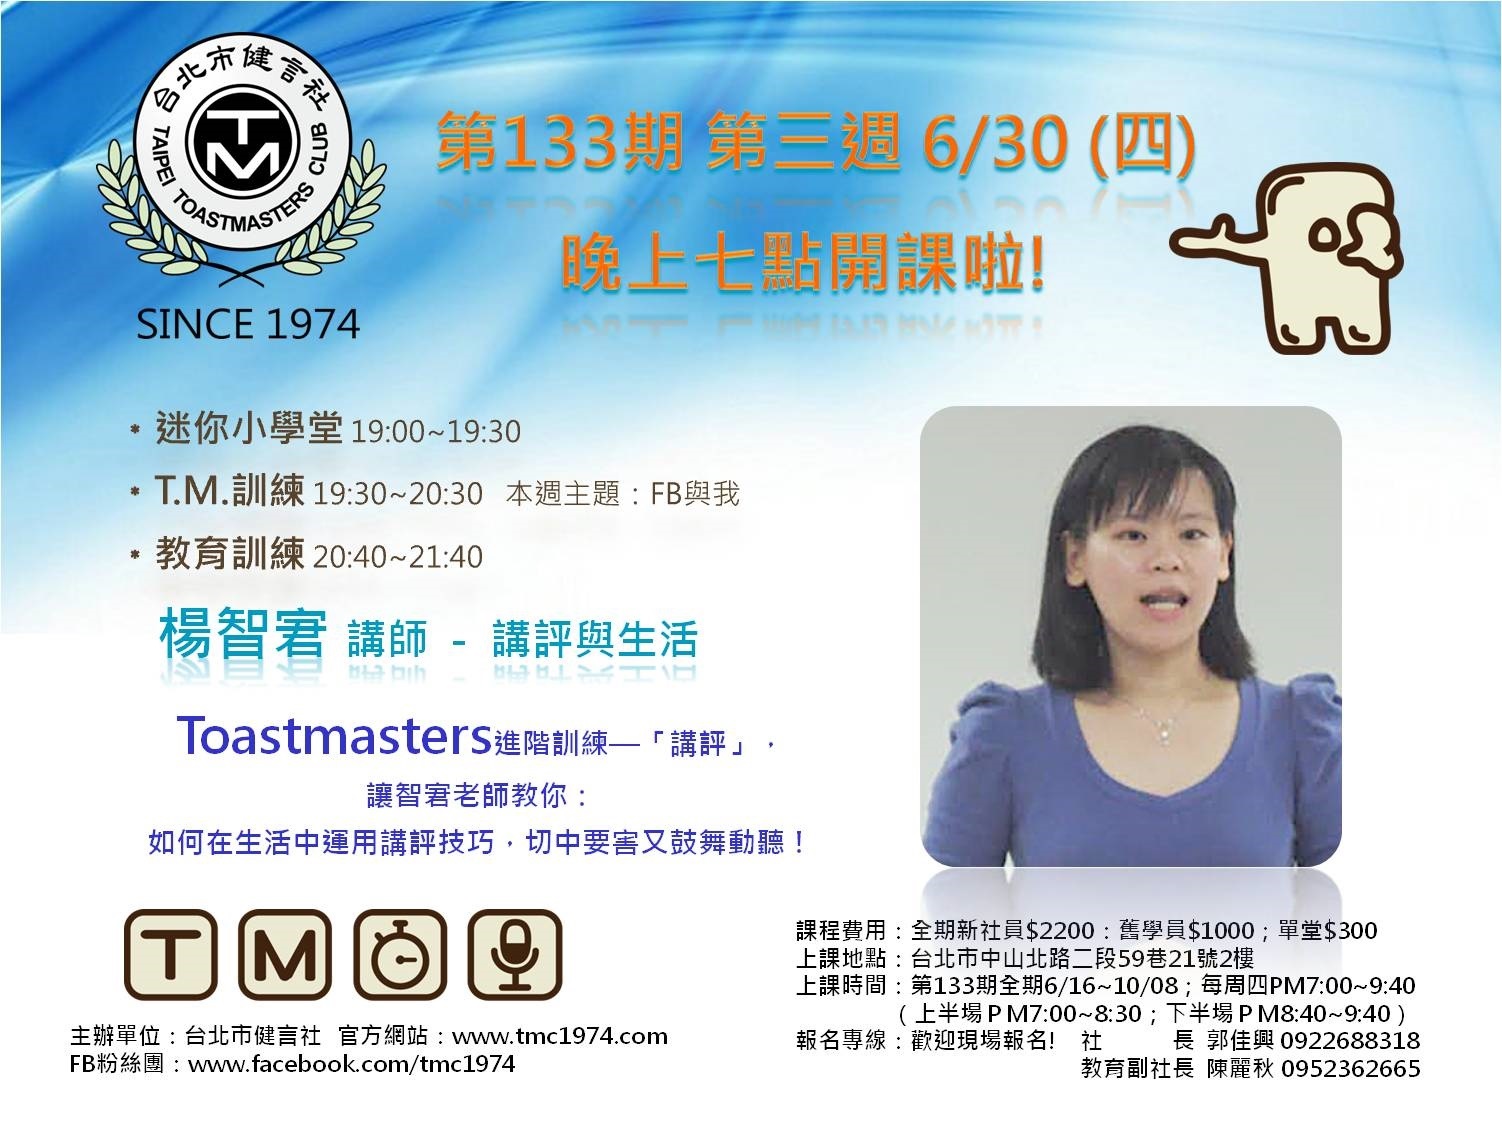 台北市健言社
TAIPEI TOASTMASTERS CLUB
TM
SINCE 1974
第133期 第三週 6/30 (四)
晚上七點開課啦!
* 迷你小學堂 19:00~19:30
* T.M.訓練 19:30~20:30 本週主題：FB與我
* 教育訓練 20:40~21:40
楊智宭 講師 - 講評與生活
Toastmasters進階訓練—「講評」，
讓智宭老師教你：
如何在生活中運用講評技巧，切中要害又鼓舞動聽！
T M
課程費用：全期新社員$2200：舊學員$1000；單堂$300
上課地點：台北市中山北路二段59巷21號2樓
上課時間：第133期全期6/16~10/08；每周四PM7:00~9:40
（上半場ＰM7:00~8:30；下半場ＰM8:40~9:40）
報名專線：歡迎現場報名! 社 長 郭佳興 0922688318
教育副社長 陳麗秋 0952362665
主辦單位：台北市健言社 官方網站：www.tmc1974.com
FB粉絲團：www.facebook.com/tmc1974